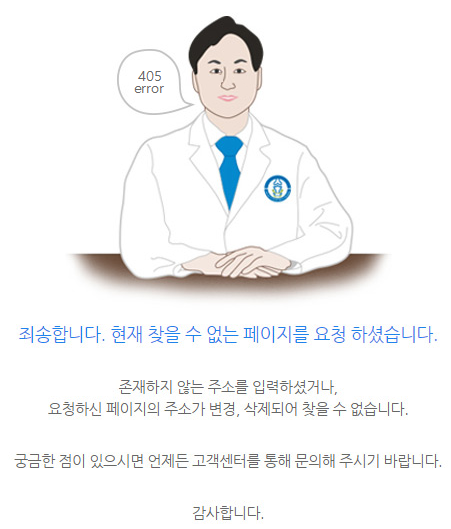 405
error
죄송합니다. 현재 찾을 수 없는 페이지를 요청 하셨습니다.
존재하지 않는 주소를 입력하셨거나,
요청하신 페이지의 주소가 변경, 삭제되어 찾을 수 없습니다.
궁금한 점이 있으시면 언제든 고객센터를 통해 문의해 주시기 바랍니다.
감사합니다.